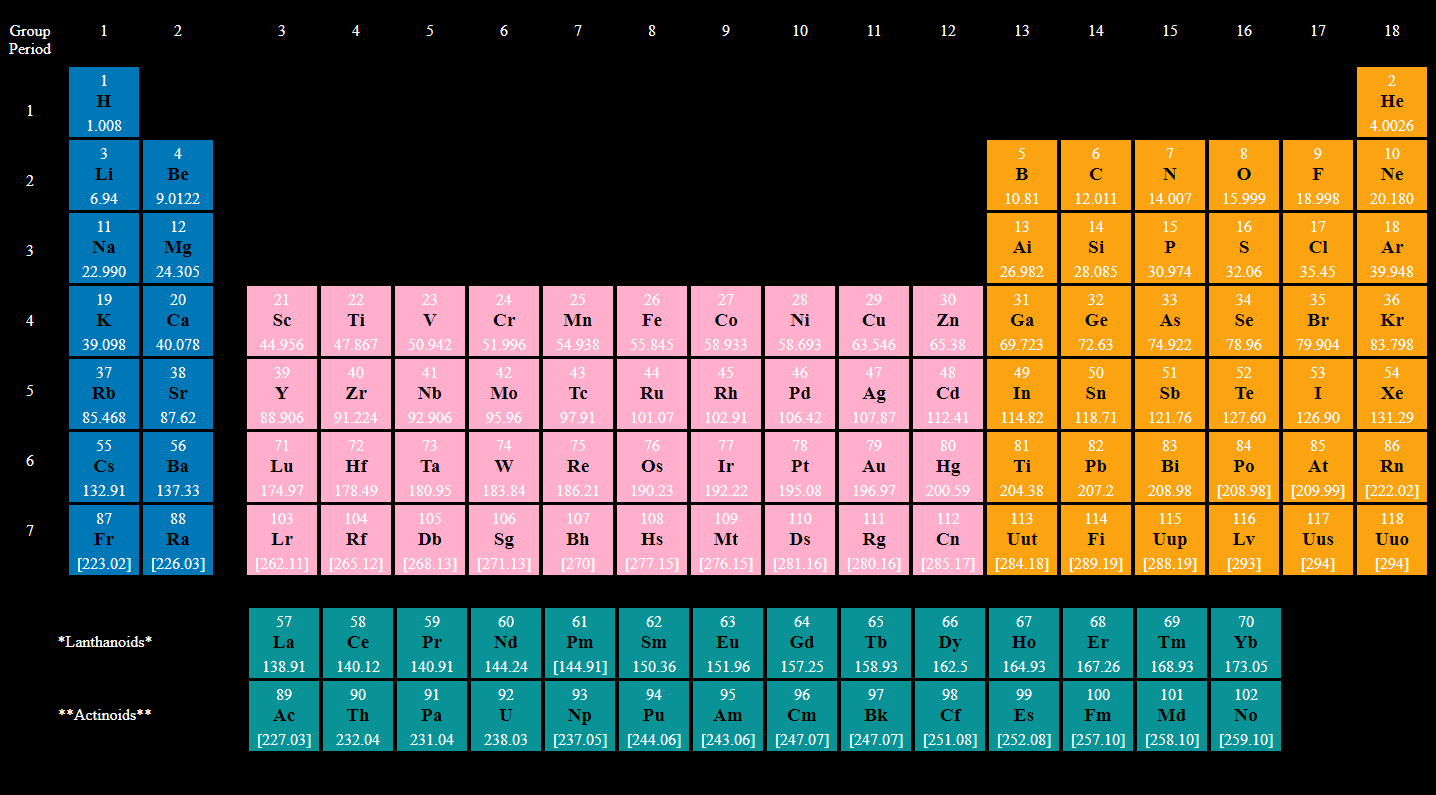 Group 1 2 3 4 5 6 7 8 9 10 11 12 13 14 15 16 17 18
Period
1 2
1 H He
1.008 4.0026
3 4 5 6 7 8 9 10
2 Li Be B C N O F Ne
6.94 9.0122 10.81 12.011 14.007 15.999 18.998 20.180
11 12 13 14 15 16 17 18
3 Na Mg Ai Si P S Cl Ar
22.990 24.305 26.982 28.085 30.974 32.06 35.45 39.948
19 20 21 22 23 24 25 26 27 28 29 30 31 32 33 34 35 36
4 K Ca Sc Ti V Cr Mn Fe Co Ni Cu Zn Ga Ge As Se Br Kr
39.098 40.078 44.956 47.867 50.942 51.996 54.938 55.845 58.933 58.693 63.546 65.38 69.723 72.63 74.922 78.96 79.904 83.798
37 38 39 40 41 42 43 44 45 46 47 48 49 50 51 52 53 54
5 Rb Sr Y Zr Nb Mo Tc Ru Rh Pd Ag Cd In Sn Sb Te I Xe
85.468 87.62 88.906 91.224 92.906 95.96 97.91 101.07 102.91 106.42 107.87 112.41 114.82 118.71 121.76 127.60 126.90 131.29
55 56 71 72 73 74 75 76 77 78 79 80 81 82 83 84 85 86
6 Cs Ba Lu Hf Ta W Re Os Ir Pt Au Hg Ti Pb Bi Po At Rn
132.91 137.33 174.97 178.49 180.95 183.84 186.21 190.23 192.22 195.08 196.97 200.59 204.38 207.2 208.98 [208.98] [209.99] [222.02]
87 88 103 104 105 106 107 108 109 110 111 112 113 114 115 116 117 118
7 Fr Ra Lr Rf Db Sg Bh Hs Mt Ds Rg Cn Uut Fi Uup Lv Uus Uuo
[223.02] [226.03] [262.11] [265.12] [268.13] [271.13] [270] [277.15] [276.15] [281.16] [280.16] [285.17] [284.18] [289.19] [288.19] [293] [294] [294]
57 58 59 60 61 62 63 64 65 66 67 68 69 70
*Lanthanoids* La Ce Pr Nd Pm Sm Eu Gd Tb Dy Ho Er Tm Yb
138.91 140.12 140.91 144.24 [144.91] 150.36 151.96 157.25 158.93 162.5 164.93 167.26 168.93 173.05
89 90 91 92 93 94 95 96 97 98 99 100 101 102
**Actinoids** Ac Th Pa U Np Pu Am Cm Bk Cf Es Fm Md No
[227.03] 232.04 231.04 238.03 [237.05] [244.06] [243.06] [247.07] [247.07] [251.08] [252.08] [257.10] [258.10] [259.10]